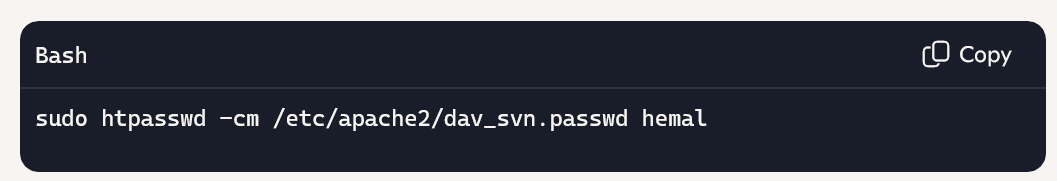 Bash
Copy
sudo htpasswd -cm /etc/apache2/dav_svn.passwd hemal